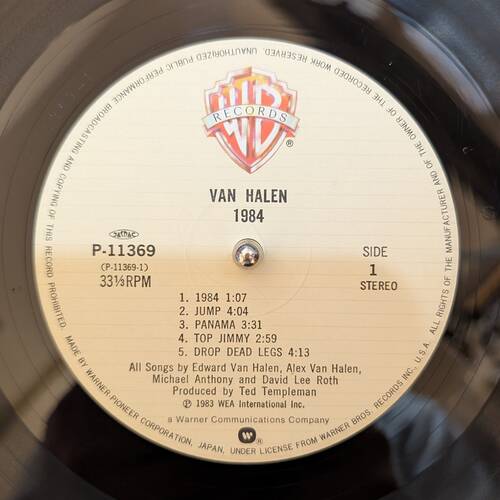 WB
RECORDS
®
VAN HALEN
1984
JASRAC
P-11369
(P-11369-1)
33⅓RPM
SIDE
1
STEREO
1. 1984 1:07
2. JUMP 4:04
3. PANAMA 3:31
4. TOP JIMMY 2:59
5. DROP DEAD LEGS 4:13
All Songs by Edward Van Halen, Alex Van Halen,
Michael Anthony and David Lee Roth
Produced by Ted Templeman
Ⓟ 1983 WEA International Inc.
a Warner Communications Company
W ®
MADE BY WARNER PIONEER CORPORATION, JAPAN, UNDER LICENSE FROM WARNER BROS. RECORDS INC., U.S.A. ALL RIGHTS OF THE MANUFACTURER AND OF THE OWNER OF THE RECORDED WORK RESERVED. UNAUTHORIZED PUBLIC PERFORMANCE BROADCASTING AND COPYING OF THIS RECORD PROHIBITED.